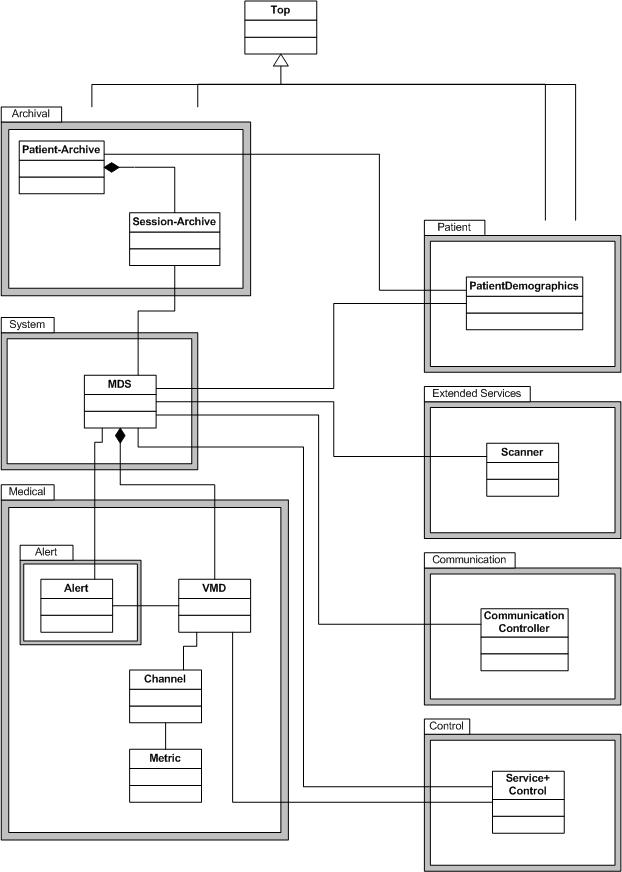 Top
Archival
Patient-Archive
Session-Archive
Patient
PatientDemographics
System
MDS
Extended Services
Scanner
Medical
Alert
Alert
VMD
Communication
Communication
Controller
Channel
Metric
Control
Service+
Control